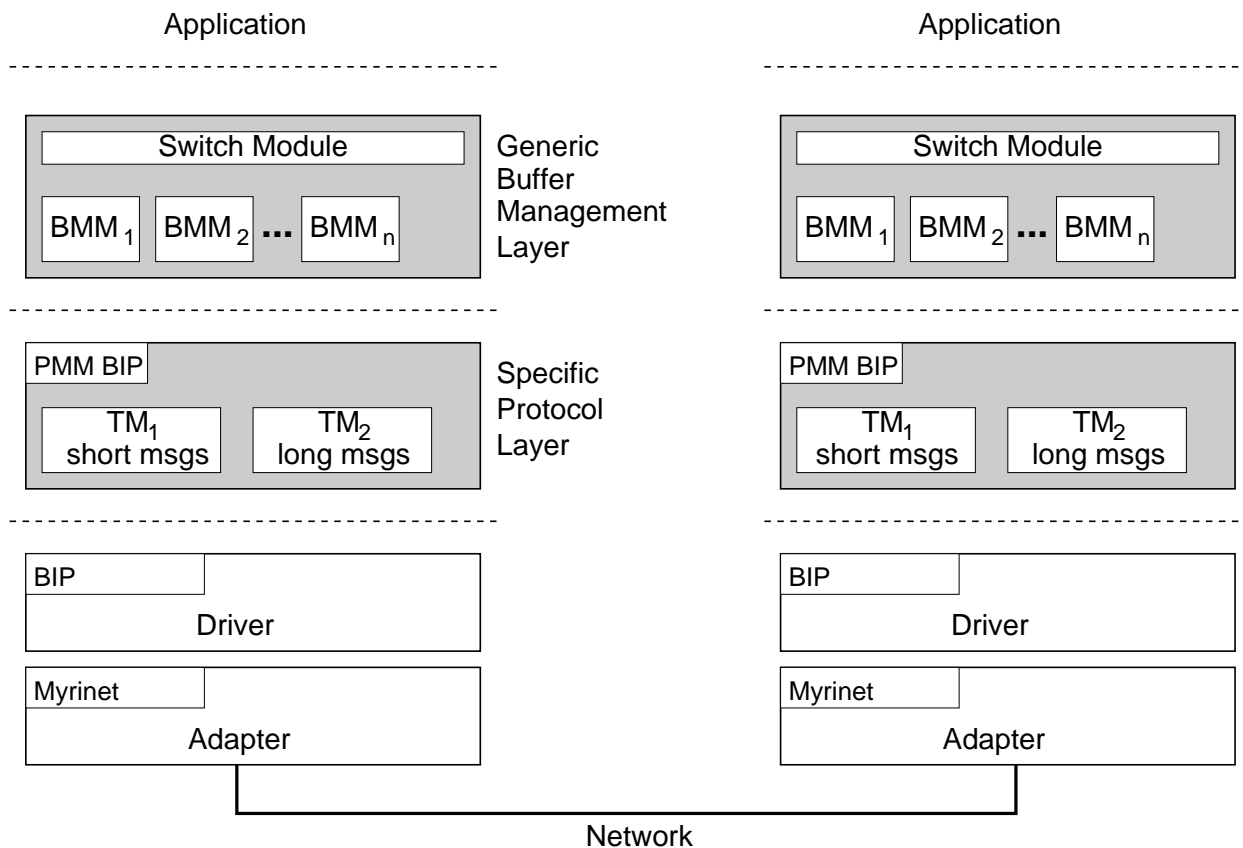 Application
Switch Module
BMM 1 BMM 2 ... BMM n
Generic
Buffer
Management
Layer
PMM BIP
TM1
short msgs
TM2
long msgs
Specific
Protocol
Layer
BIP
Driver
Myrinet
Adapter
Application
Switch Module
BMM 1 BMM 2 ... BMM n
PMM BIP
TM1
short msgs
TM2
long msgs
BIP
Driver
Myrinet
Adapter
Network